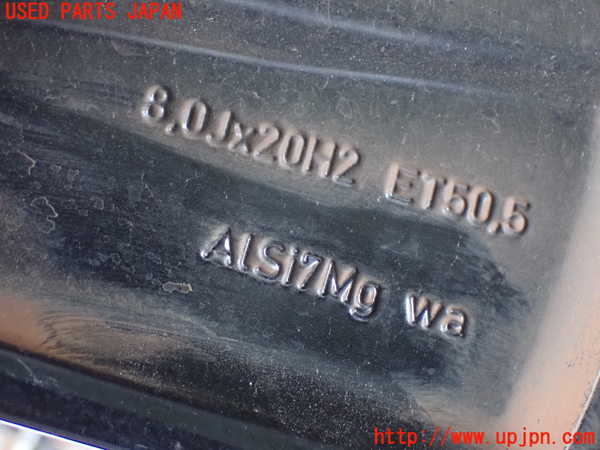 USED PARTS JAPAN
8,0Jx20H2 ET50,5
AlSi7Mg wa
http://www.upjpn.com/